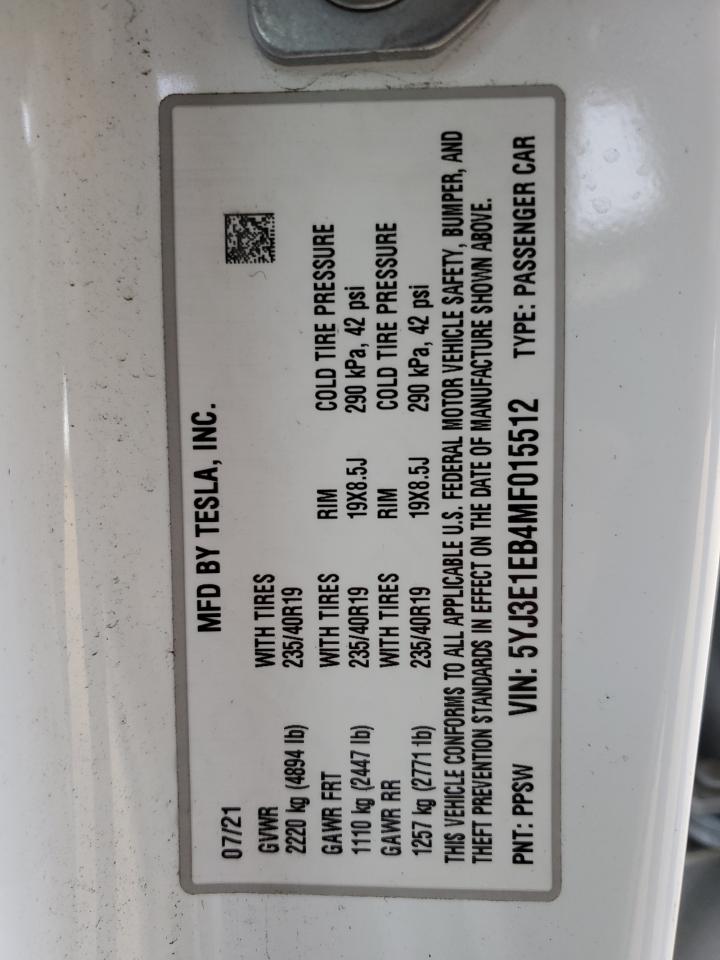 MFD BY TESLA, INC.
07/21
GVWR WITH TIRES
2220 kg (4894 lb) 235/40R19
GAWR FRT WITH TIRES RIM COLD TIRE PRESSURE
1110 kg (2447 lb) 235/40R19 19X8.5J 290 kPa, 42 psi
GAWR RR WITH TIRES RIM COLD TIRE PRESSURE
1257 kg (2771 lb) 235/40R19 19X8.5J 290 kPa, 42 psi
THIS VEHICLE CONFORMS TO ALL APPLICABLE U.S. FEDERAL MOTOR VEHICLE SAFETY, BUMPER, AND
THEFT PREVENTION STANDARDS IN EFFECT ON THE DATE OF MANUFACTURE SHOWN ABOVE.
PNT: PPSW VIN: 5YJ3E1EB4MF015512 TYPE: PASSENGER CAR